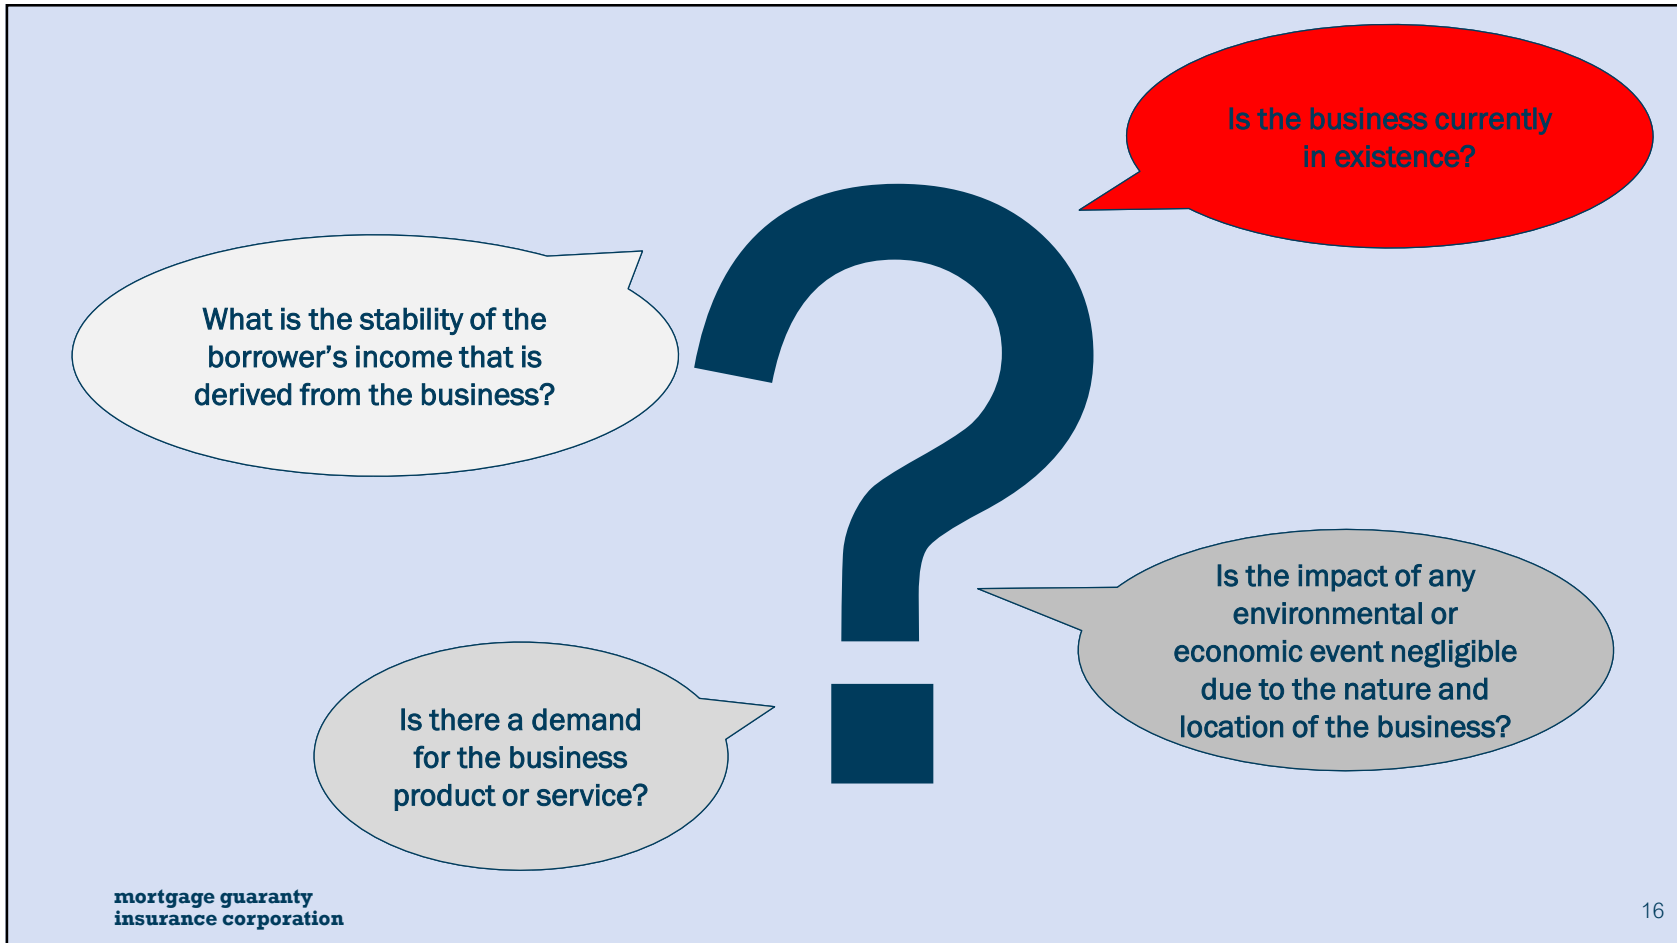 Is the business currently
in existence?
What is the stability of the
borrower’s income that is
derived from the business?
Is the impact of any
environmental or
economic event negligible
due to the nature and
location of the business?
Is there a demand
for the business
product or service?
?
mortgage guaranty
insurance corporation
16